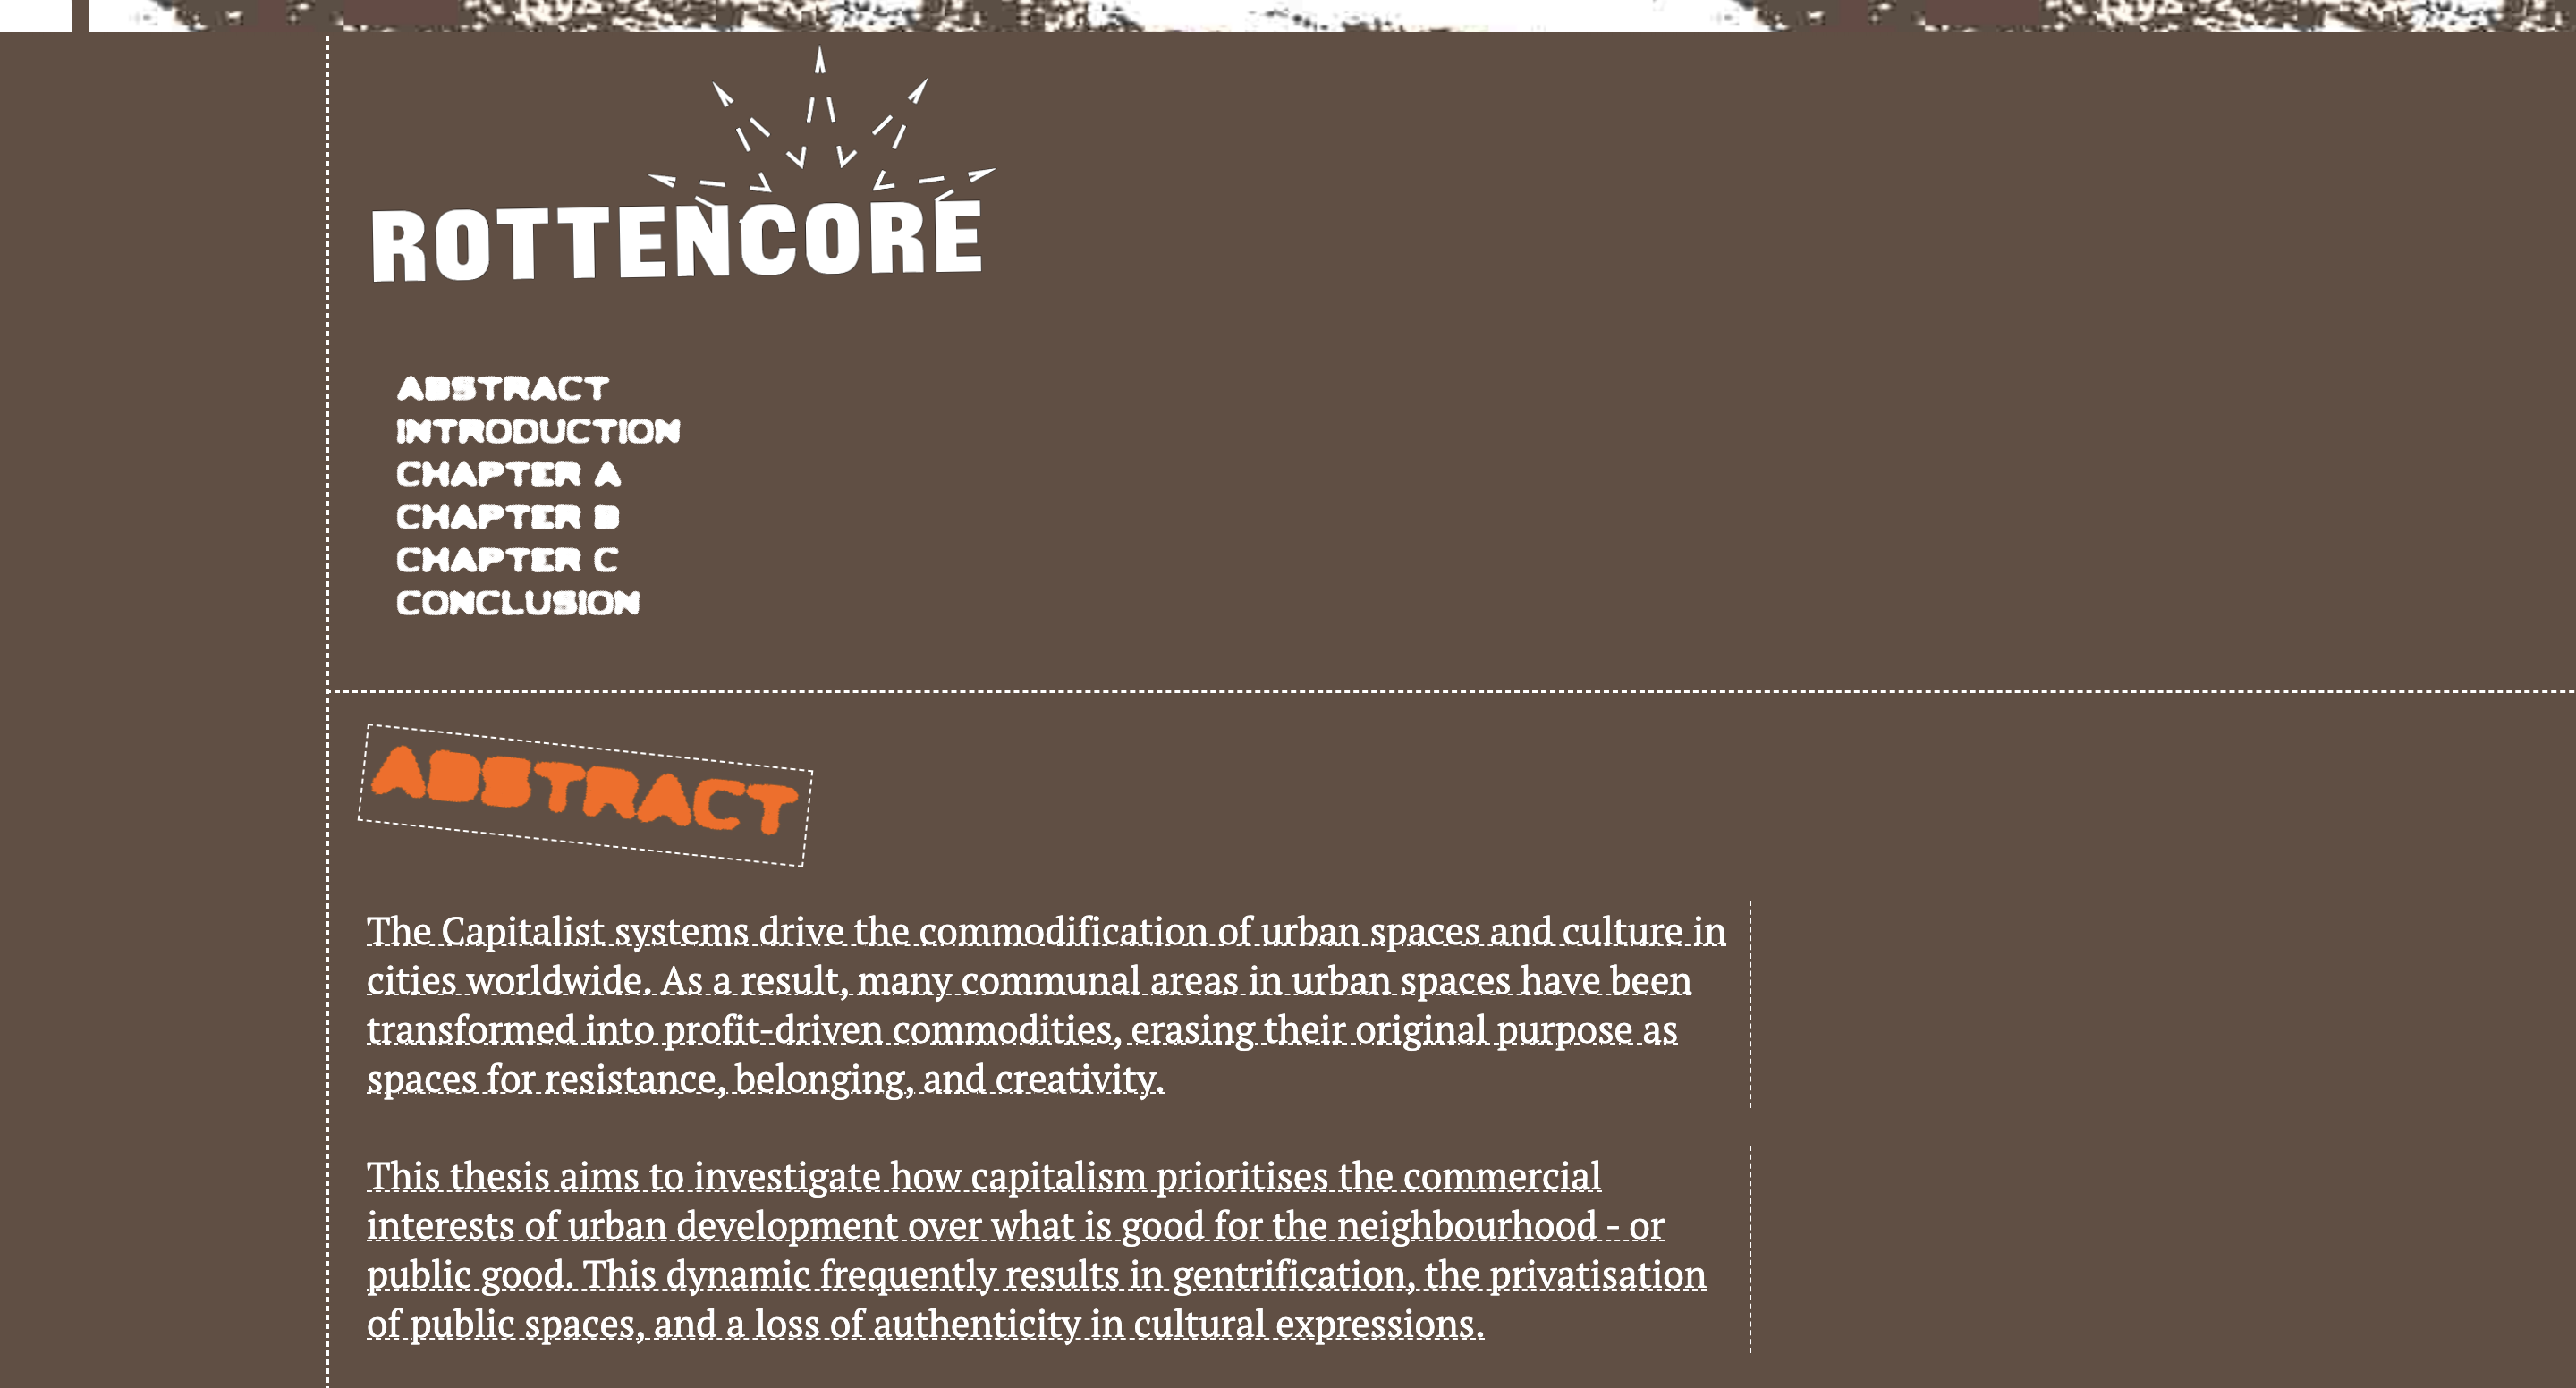 ROTTENCORE
ABSTRACT
INTRODUCTION
CHAPTER A
CHAPTER B
CHAPTER C
CONCLUSION
ABSTRACT
The Capitalist systems drive the commodification of urban spaces and culture in
cities worldwide. As a result, many communal areas in urban spaces have been
transformed into profit-driven commodities, erasing their original purpose as
spaces for resistance, belonging, and creativity.
This thesis aims to investigate how capitalism prioritises the commercial
interests of urban development over what is good for the neighbourhood - or
public good. This dynamic frequently results in gentrification, the privatisation
of public spaces, and a loss of authenticity in cultural expressions.